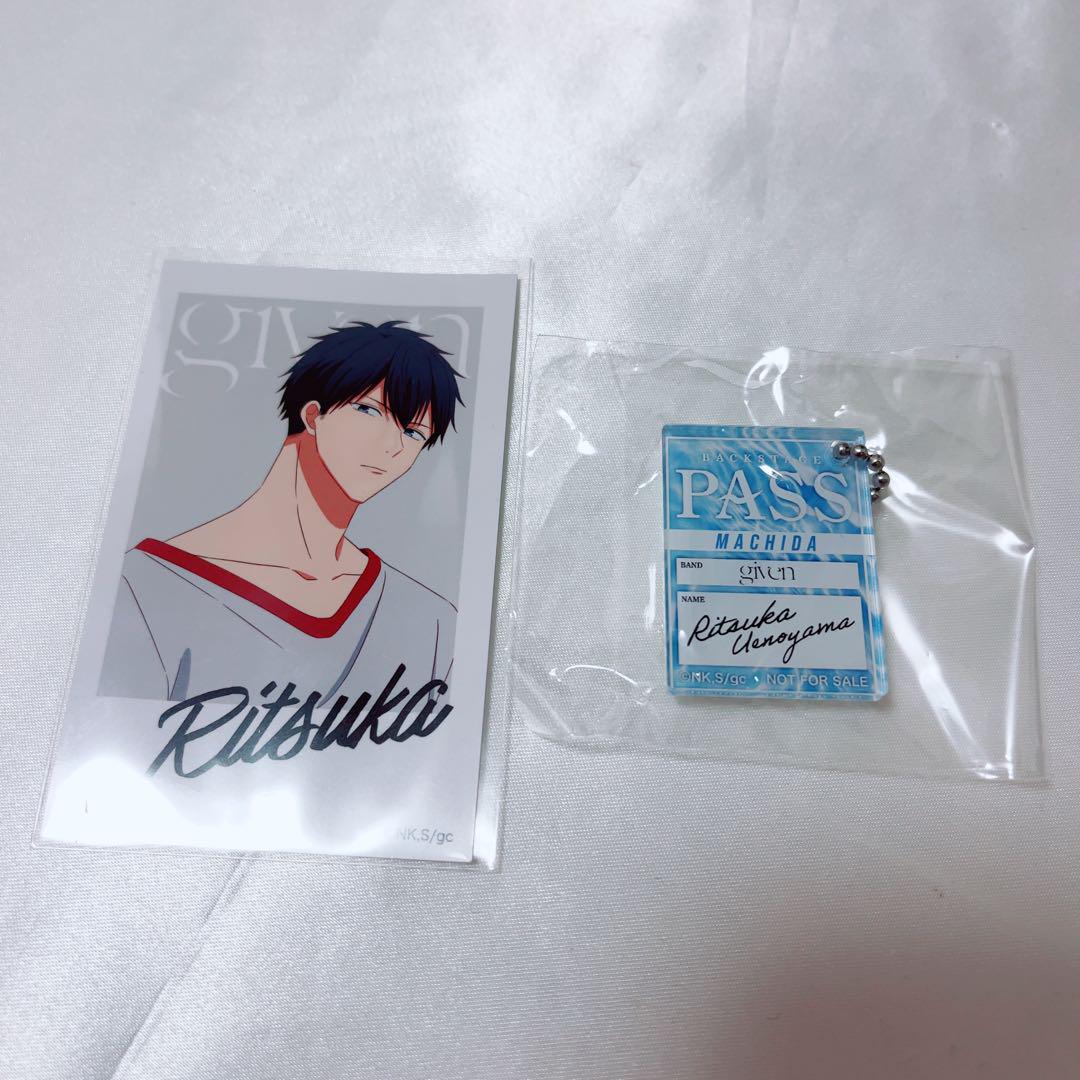 given
Ritsuka
NK,S/gc
BACKSTAGE
PASS
MACHIDA
BAND
given
NAME
Ritsuka
Uenoyama
©NK,S/gc・NOT FOR SALE